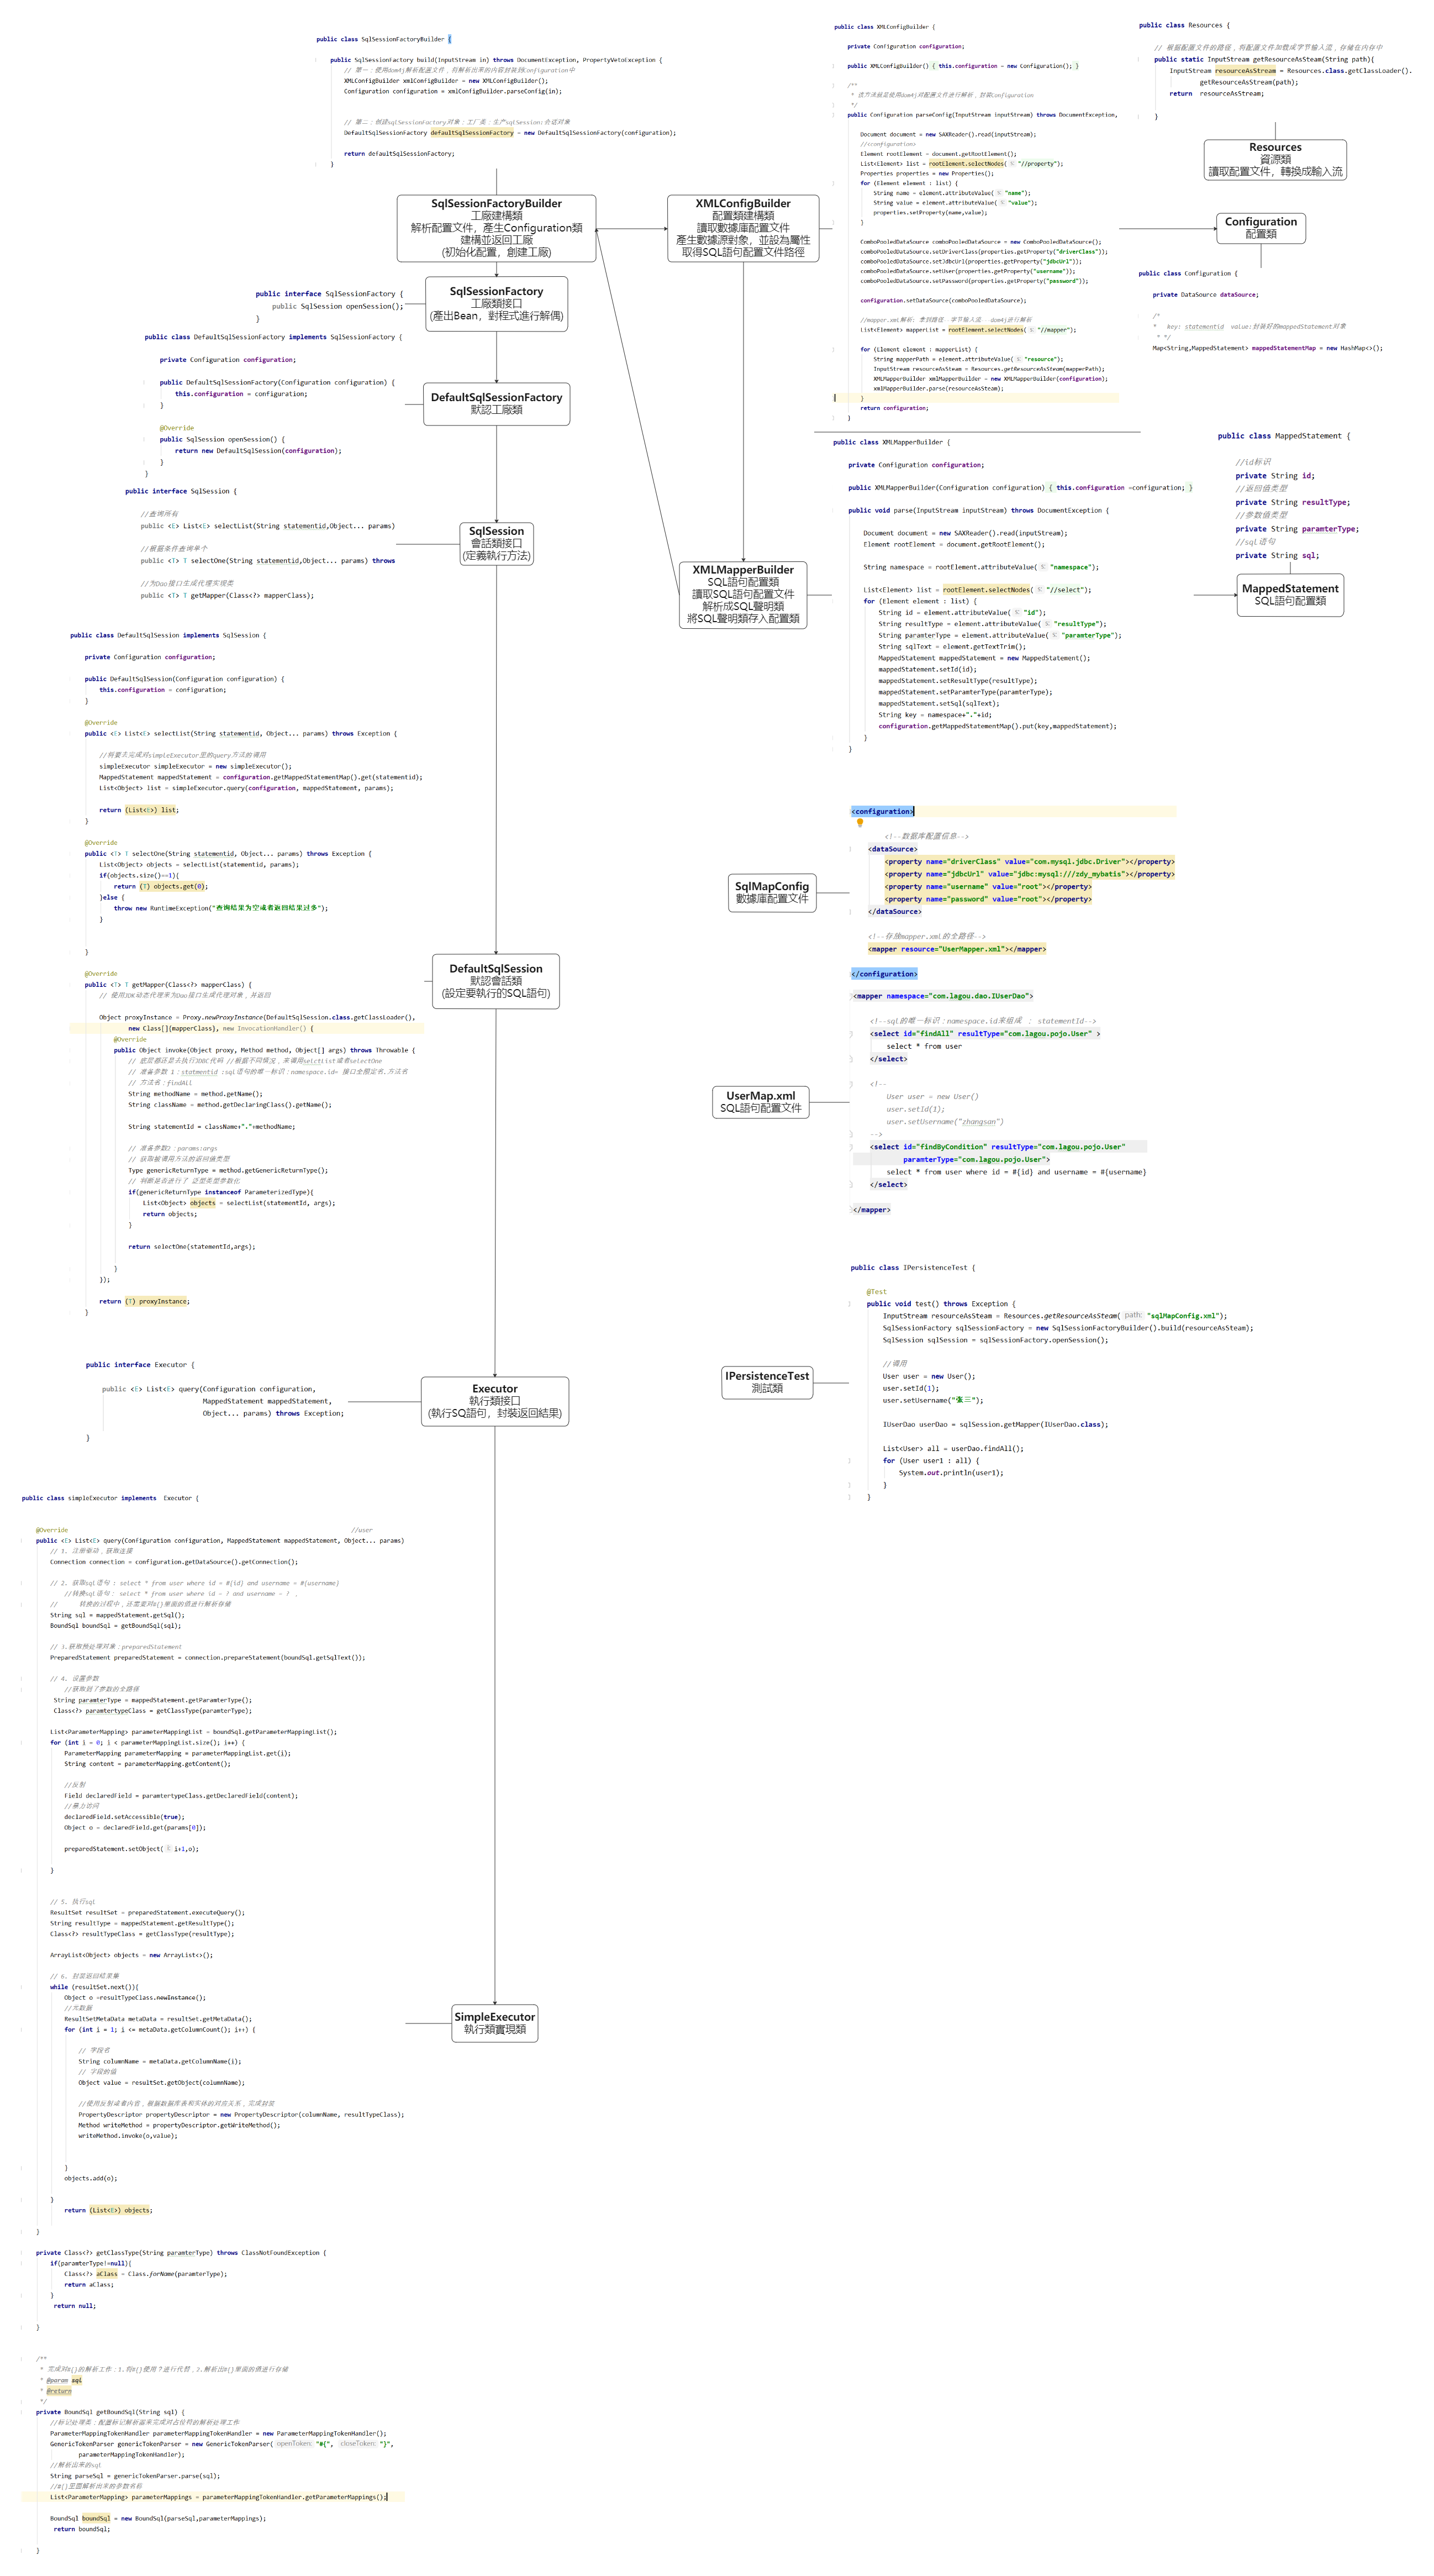 public class SqlSessionFactoryBuilder {
public SqlSessionFactory build(InputStream in) throws DocumentException, PropertyVetoException {
// 第一：使用dom4j解析配置文件，将解析出来的内容封装到Configuration中
XMLConfigBuilder xmlConfigBuilder = new XMLConfigBuilder();
Configuration configuration = xmlConfigBuilder.parseConfig(in);
// 第二：创建sqlSessionFactory对象：工厂类：生产sqlSession:会话对象
DefaultSqlSessionFactory defaultSqlSessionFactory = new DefaultSqlSessionFactory(configuration);
return defaultSqlSessionFactory;
}
SqlSessionFactoryBuilder
工廠建構類
解析配置文件，產生Configuration類
建構並返回工廠
(初始化配置，創建工廠)
public interface SqlSessionFactory {
public SqlSession openSession();
}
SqlSessionFactory
工廠類接口
(產出Bean，對程式進行解偶)
public class DefaultSqlSessionFactory implements SqlSessionFactory {
private Configuration configuration;
public DefaultSqlSessionFactory(Configuration configuration) {
this.configuration = configuration;
}
@Override
public SqlSession openSession() {
return new DefaultSqlSession(configuration);
}
}
DefaultSqlSessionFactory
默認工廠類
public interface SqlSession {
//查询所有
public <E> List<E> selectList(String statementid,Object... params)
//根据条件查询单个
public <T> T selectOne(String statementid,Object... params) throws
//为Dao接口生成代理实现类
public <T> T getMapper(Class<?> mapperClass);
SqlSession
會話類接口
(定義執行方法)
public class DefaultSqlSession implements SqlSession {
private Configuration configuration;
public DefaultSqlSession(Configuration configuration) {
this.configuration = configuration;
}
@Override
public <E> List<E> selectList(String statementid, Object... params) throws Exception {
//将要去完成对simpleExecutor里的query方法的调用
simpleExecutor simpleExecutor = new simpleExecutor();
MappedStatement mappedStatement = configuration.getMappedStatementMap().get(statementid);
List<Object> list = simpleExecutor.query(configuration, mappedStatement, params);
return (List<E>) list;
}
@Override
public <T> T selectOne(String statementid, Object... params) throws Exception {
List<Object> objects = selectList(statementid, params);
if(objects.size()==1){
return (T) objects.get(0);
}else {
throw new RuntimeException("查询结果为空或者返回结果过多");
}
}
@Override
public <T> T getMapper(Class<?> mapperClass) {
// 使用JDK动态代理来为Dao接口生成代理对象，并返回
Object proxyInstance = Proxy.newProxyInstance(DefaultSqlSession.class.getClassLoader(),
new Class[]{mapperClass}, new InvocationHandler() {
@Override
public Object invoke(Object proxy, Method method, Object[] args) throws Throwable {
// 底层都还是去执行JDBC代码 //根据不同情况，来调用selctList或者selectOne
// 准备参数 1：statmentid :sql语句的唯一标识：namespace.id= 接口全限定名.方法名
// 方法名：findAll
String methodName = method.getName();
String className = method.getDeclaringClass().getName();
String statementId = className+"."+methodName;
// 准备参数2：params:args
// 获取被调用方法的返回值类型
Type genericReturnType = method.getGenericReturnType();
// 判断是否进行了 泛型类型参数化
if(genericReturnType instanceof ParameterizedType){
List<Object> objects = selectList(statementId, args);
return objects;
}
return selectOne(statementId,args);
}
});
return (T) proxyInstance;
}
DefaultSqlSession
默認會話類
(設定要執行的SQL語句)
public interface Executor {
public <E> List<E> query(Configuration configuration,
MappedStatement mappedStatement,
Object... params) throws Exception;
}
Executor
執行類接口
(執行SQ語句，封裝返回結果)
public class simpleExecutor implements Executor {
@Override //user
public <E> List<E> query(Configuration configuration, MappedStatement mappedStatement, Object... params)
// 1. 注册驱动，获取连接
Connection connection = configuration.getDataSource().getConnection();
// 2. 获取sql语句 : select * from user where id = #{id} and username = #{username}
//转换sql语句： select * from user where id = ? and username = ? ，
// 转换的过程中，还需要对#{}里面的值进行解析存储
String sql = mappedStatement.getSql();
BoundSql boundSql = getBoundSql(sql);
// 3.获取预处理对象：preparedStatement
PreparedStatement preparedStatement = connection.prepareStatement(boundSql.getSqlText());
// 4. 设置参数
//获取到了参数的全路径
String paramterType = mappedStatement.getParamterType();
Class<?> paramtertypeClass = getClassType(paramterType);
List<ParameterMapping> parameterMappingList = boundSql.getParameterMappingList();
for (int i = 0; i < parameterMappingList.size(); i++) {
ParameterMapping parameterMapping = parameterMappingList.get(i);
String content = parameterMapping.getContent();
//反射
Field declaredField = paramtertypeClass.getDeclaredField(content);
//暴力访问
declaredField.setAccessible(true);
Object o = declaredField.get(params[0]);
preparedStatement.setObject( i+1,o);
}
// 5. 执行sql
ResultSet resultSet = preparedStatement.executeQuery();
String resultType = mappedStatement.getResultType();
Class<?> resultTypeClass = getClassType(resultType);
ArrayList<Object> objects = new ArrayList<>();
// 6. 封装返回结果集
while (resultSet.next()){
Object o =resultTypeClass.newInstance();
//元数据
ResultSetMetaData metaData = resultSet.getMetaData();
for (int i = 1; i <= metaData.getColumnCount(); i++) {
// 字段名
String columnName = metaData.getColumnName(i);
// 字段的值
Object value = resultSet.getObject(columnName);
//使用反射或者内省，根据数据库表和实体的对应关系，完成封装
PropertyDescriptor propertyDescriptor = new PropertyDescriptor(columnName, resultTypeClass);
Method writeMethod = propertyDescriptor.getWriteMethod();
writeMethod.invoke(o,value);
}
objects.add(o);
}
return (List<E>) objects;
}
private Class<?> getClassType(String paramterType) throws ClassNotFoundException {
if(paramterType!=null){
Class<?> aClass = Class.forName(paramterType);
return aClass;
}
return null;
}
/**
* 完成对#{}的解析工作：1.将#{}使用？进行代替，2.解析出#{}里面的值进行存储
* @param sql
* @return
*/
private BoundSql getBoundSql(String sql) {
//标记处理类：配置标记解析器来完成对占位符的解析处理工作
ParameterMappingTokenHandler parameterMappingTokenHandler = new ParameterMappingTokenHandler();
GenericTokenParser genericTokenParser = new GenericTokenParser( openToken: "#{", closeToken: "}",
parameterMappingTokenHandler);
//解析出来的sql
String parseSql = genericTokenParser.parse(sql);
//#{}里面解析出来的参数名称
List<ParameterMapping> parameterMappings = parameterMappingTokenHandler.getParameterMappings();
BoundSql boundSql = new BoundSql(parseSql,parameterMappings);
return boundSql;
}
SimpleExecutor
執行類實現類
public class XMLConfigBuilder {
private Configuration configuration;
public XMLConfigBuilder() { this.configuration = new Configuration(); }
/**
* 该方法就是使用dom4j对配置文件进行解析，封装Configuration
*/
public Configuration parseConfig(InputStream inputStream) throws DocumentException,
Document document = new SAXReader().read(inputStream);
//<configuration>
Element rootElement = document.getRootElement();
List<Element> list = rootElement.selectNodes( "//property");
Properties properties = new Properties();
for (Element element : list) {
String name = element.attributeValue( "name");
String value = element.attributeValue( "value");
properties.setProperty(name,value);
}
ComboPooledDataSource comboPooledDataSource = new ComboPooledDataSource();
comboPooledDataSource.setDriverClass(properties.getProperty("driverClass"));
comboPooledDataSource.setJdbcUrl(properties.getProperty("jdbcUrl"));
comboPooledDataSource.setUser(properties.getProperty("username"));
comboPooledDataSource.setPassword(properties.getProperty("password"));
configuration.setDataSource(comboPooledDataSource);
//mapper.xml解析: 拿到路径--字节输入流---dom4j进行解析
List<Element> mapperList = rootElement.selectNodes( "//mapper");
for (Element element : mapperList) {
String mapperPath = element.attributeValue( "resource");
InputStream resourceAsSteam = Resources.getResourceAsSteam(mapperPath);
XMLMapperBuilder xmlMapperBuilder = new XMLMapperBuilder(configuration);
xmlMapperBuilder.parse(resourceAsSteam);
}
return configuration;
}
XMLConfigBuilder
配置類建構類
讀取數據庫配置文件
產生數據源對象，並設為屬性
取得SQL語句配置文件路徑
public class Resources {
// 根据配置文件的路径，将配置文件加载成字节输入流，存储在内存中
public static InputStream getResourceAsSteam(String path){
InputStream resourceAsStream = Resources.class.getClassLoader().
getResourceAsStream(path);
return resourceAsStream;
}
Resources
資源類
讀取配置文件，轉換成輸入流
Configuration
配置類
public class Configuration {
private DataSource dataSource;
/*
* key: statementid value:封装好的mappedStatement对象
* */
Map<String,MappedStatement> mappedStatementMap = new HashMap<>();
public class XMLMapperBuilder {
private Configuration configuration;
public XMLMapperBuilder(Configuration configuration) { this.configuration =configuration; }
public void parse(InputStream inputStream) throws DocumentException {
Document document = new SAXReader().read(inputStream);
Element rootElement = document.getRootElement();
String namespace = rootElement.attributeValue( "namespace");
List<Element> list = rootElement.selectNodes( "//select");
for (Element element : list) {
String id = element.attributeValue( "id");
String resultType = element.attributeValue( "resultType");
String paramterType = element.attributeValue( "paramterType");
String sqlText = element.getTextTrim();
MappedStatement mappedStatement = new MappedStatement();
mappedStatement.setId(id);
mappedStatement.setResultType(resultType);
mappedStatement.setParamterType(paramterType);
mappedStatement.setSql(sqlText);
String key = namespace+"."+id;
configuration.getMappedStatementMap().put(key,mappedStatement);
}
}
XMLMapperBuilder
SQL語句配置類
讀取SQL語句配置文件
解析成SQL聲明類
將SQL聲明類存入配置類
public class MappedStatement {
//id标识
private String id;
//返回值类型
private String resultType;
//参数值类型
private String paramterType;
//sql语句
private String sql;
MappedStatement
SQL語句配置類
<configuration>
<!--数据库配置信息-->
<dataSource>
<property name="driverClass" value="com.mysql.jdbc.Driver"></property>
<property name="jdbcUrl" value="jdbc:mysql:///zdy_mybatis"></property>
<property name="username" value="root"></property>
<property name="password" value="root"></property>
</dataSource>
<!--存放mapper.xml的全路径-->
<mapper resource="UserMapper.xml"></mapper>
</configuration>
SqlMapConfig
數據庫配置文件
<mapper namespace="com.lagou.dao.IUserDao">
<!--sql的唯一标识：namespace.id来组成 ： statementId-->
<select id="findAll" resultType="com.lagou.pojo.User" >
select * from user
</select>
<!--
User user = new User()
user.setId(1);
user.setUsername("zhangsan")
-->
<select id="findByCondition" resultType="com.lagou.pojo.User"
paramterType="com.lagou.pojo.User">
select * from user where id = #{id} and username = #{username}
</select>
</mapper>
UserMap.xml
SQL語句配置文件
public class IPersistenceTest {
@Test
public void test() throws Exception {
InputStream resourceAsSteam = Resources.getResourceAsSteam( path: "sqlMapConfig.xml");
SqlSessionFactory sqlSessionFactory = new SqlSessionFactoryBuilder().build(resourceAsSteam);
SqlSession sqlSession = sqlSessionFactory.openSession();
//调用
User user = new User();
user.setId(1);
user.setUsername("张三");
IUserDao userDao = sqlSession.getMapper(IUserDao.class);
List<User> all = userDao.findAll();
for (User user1 : all) {
System.out.println(user1);
}
}
IPersistenceTest
測試類